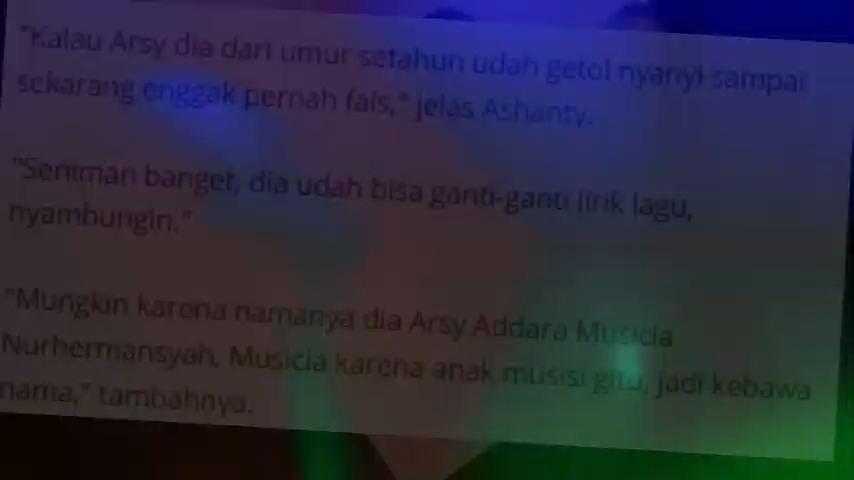 "Kalau Arsy dia dari umur setahun udah getol nyanyi sampai
sekarang enggak pernah fals," jelas Ashanty.
"Seniman banget, dia udah bisa ganti-ganti lirik lagu,
nyambungin."
"Mungkin karena namanya dia Arsy Addara Musicia
Nurhermansyah, Musicia karena anak musisi gitu, jadi kebawa
nama," tambahnya.